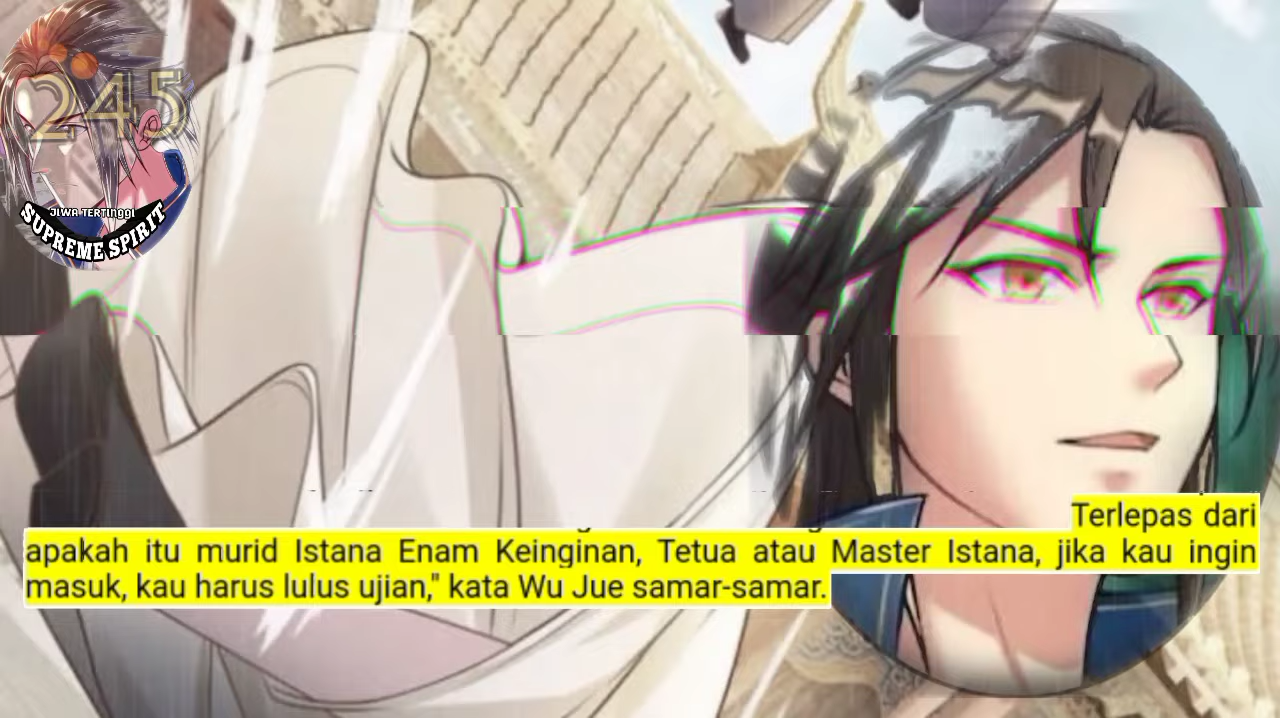 245
JIWA TERTINGGI
SUPREME SPIRIT
Terlepas dari
apakah itu murid Istana Enam Keinginan, Tetua atau Master Istana, jika kau ingin
masuk, kau harus lulus ujian," kata Wu Jue samar-samar.